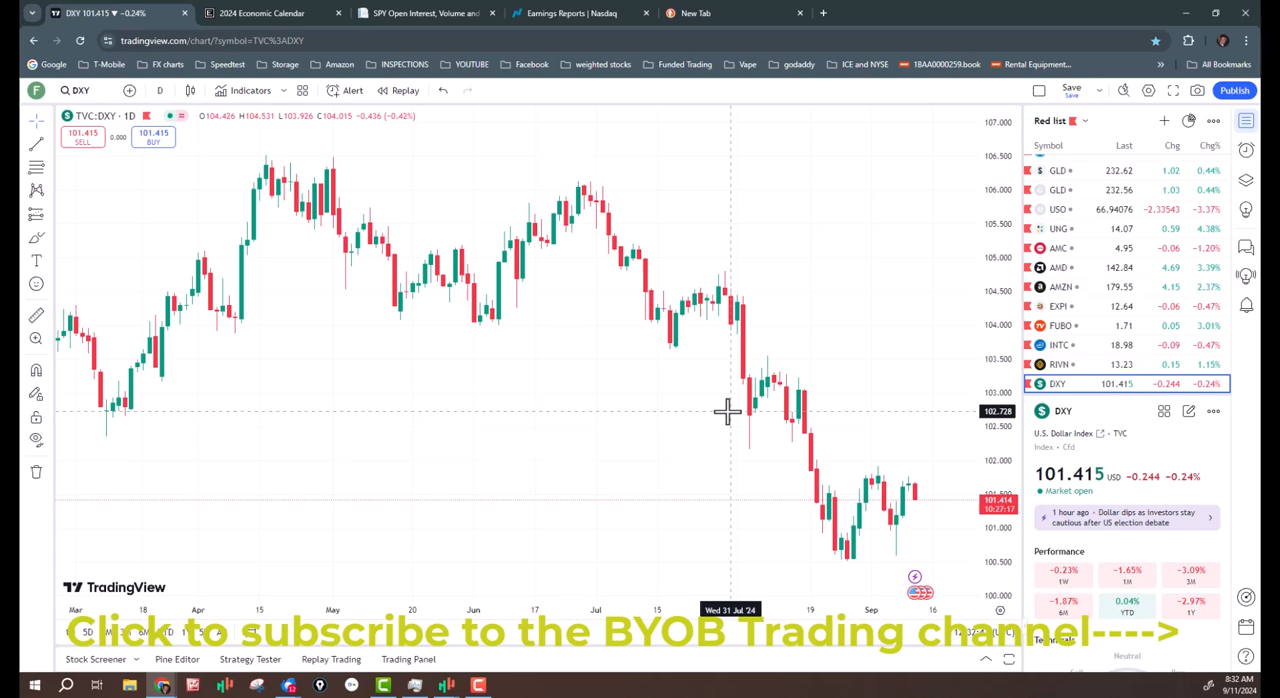 DXY 101.415 ▼ −0.24%
2024 Economic Calendar
SPY Open Interest, Volume and
Earnings Reports | Nasdaq
New Tab
tradingview.com/chart/?symbol=TVC%3ADXY
Google
T-Mobile
FX charts
Speedtest
Storage
Amazon
INSPECTIONS
YOUTUBE
Facebook
weighted stocks
Funded Trading
Vape
godaddy
ICE and NYSE
1BAA0000259.book
Rental Equipment...
»
All Bookmarks
F
DXY
D
Indicators
Alert
Replay
Save
Save
Publish
TVC:DXY · 1D
O104.426 H104.531 L103.926 C104.015 −0.436 (−0.42%)
101.415
SELL
0.000
101.415
BUY
107.000
106.500
106.000
105.500
105.000
104.500
104.000
103.500
103.000
102.728
102.500
102.000
101.414
10:27:17
101.000
100.500
100.000
TradingView
Mar
18
Apr
15
May
20
Jun
17
Jul
15
Wed 31 Jul '24
19
Sep
16
Red list
Symbol
Last
Chg
Chg%
GLD 232.62 1.02 0.44%
GLD 232.56 1.03 0.44%
USO 66.94076 −2.33543 −3.37%
UNG 14.07 0.59 4.38%
AMC 4.95 −0.06 −1.20%
AMD 142.84 4.69 3.39%
AMZN 179.55 4.15 2.37%
EXPI 12.64 −0.06 −0.47%
FUBO 1.71 0.05 3.01%
INTC 18.98 −0.09 −0.47%
RIVN 13.23 0.15 1.15%
DXY 101.415 −0.244 −0.24%
DXY
U.S. Dollar Index · TVC
Index • Cfd
101.415 USD −0.244 −0.24%
Market open
1 hour ago · Dollar dips as investors stay
cautious after US election debate
Performance
−0.23%
1W
−1.65%
1M
−3.09%
3M
−1.87%
6M
0.04%
YTD
−2.97%
1Y
Neutral
Click to subscribe to the BYOB Trading channel---->
Stock Screener
Pine Editor
Strategy Tester
Replay Trading
Trading Panel
8:32 AM
9/11/2024